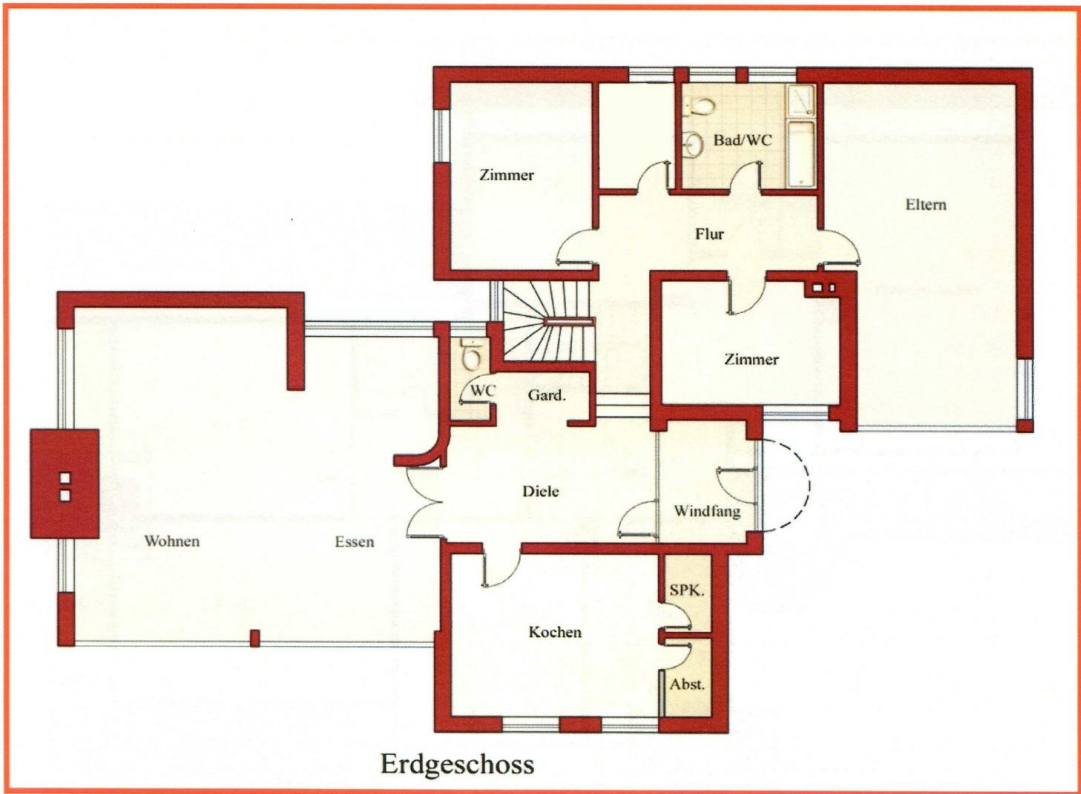 Bad/WC
Zimmer
Eltern
Flur
Zimmer
WC
Gard.
Diele
Windfang
Wohnen
Essen
SPK.
Kochen
Abst.
Erdgeschoss